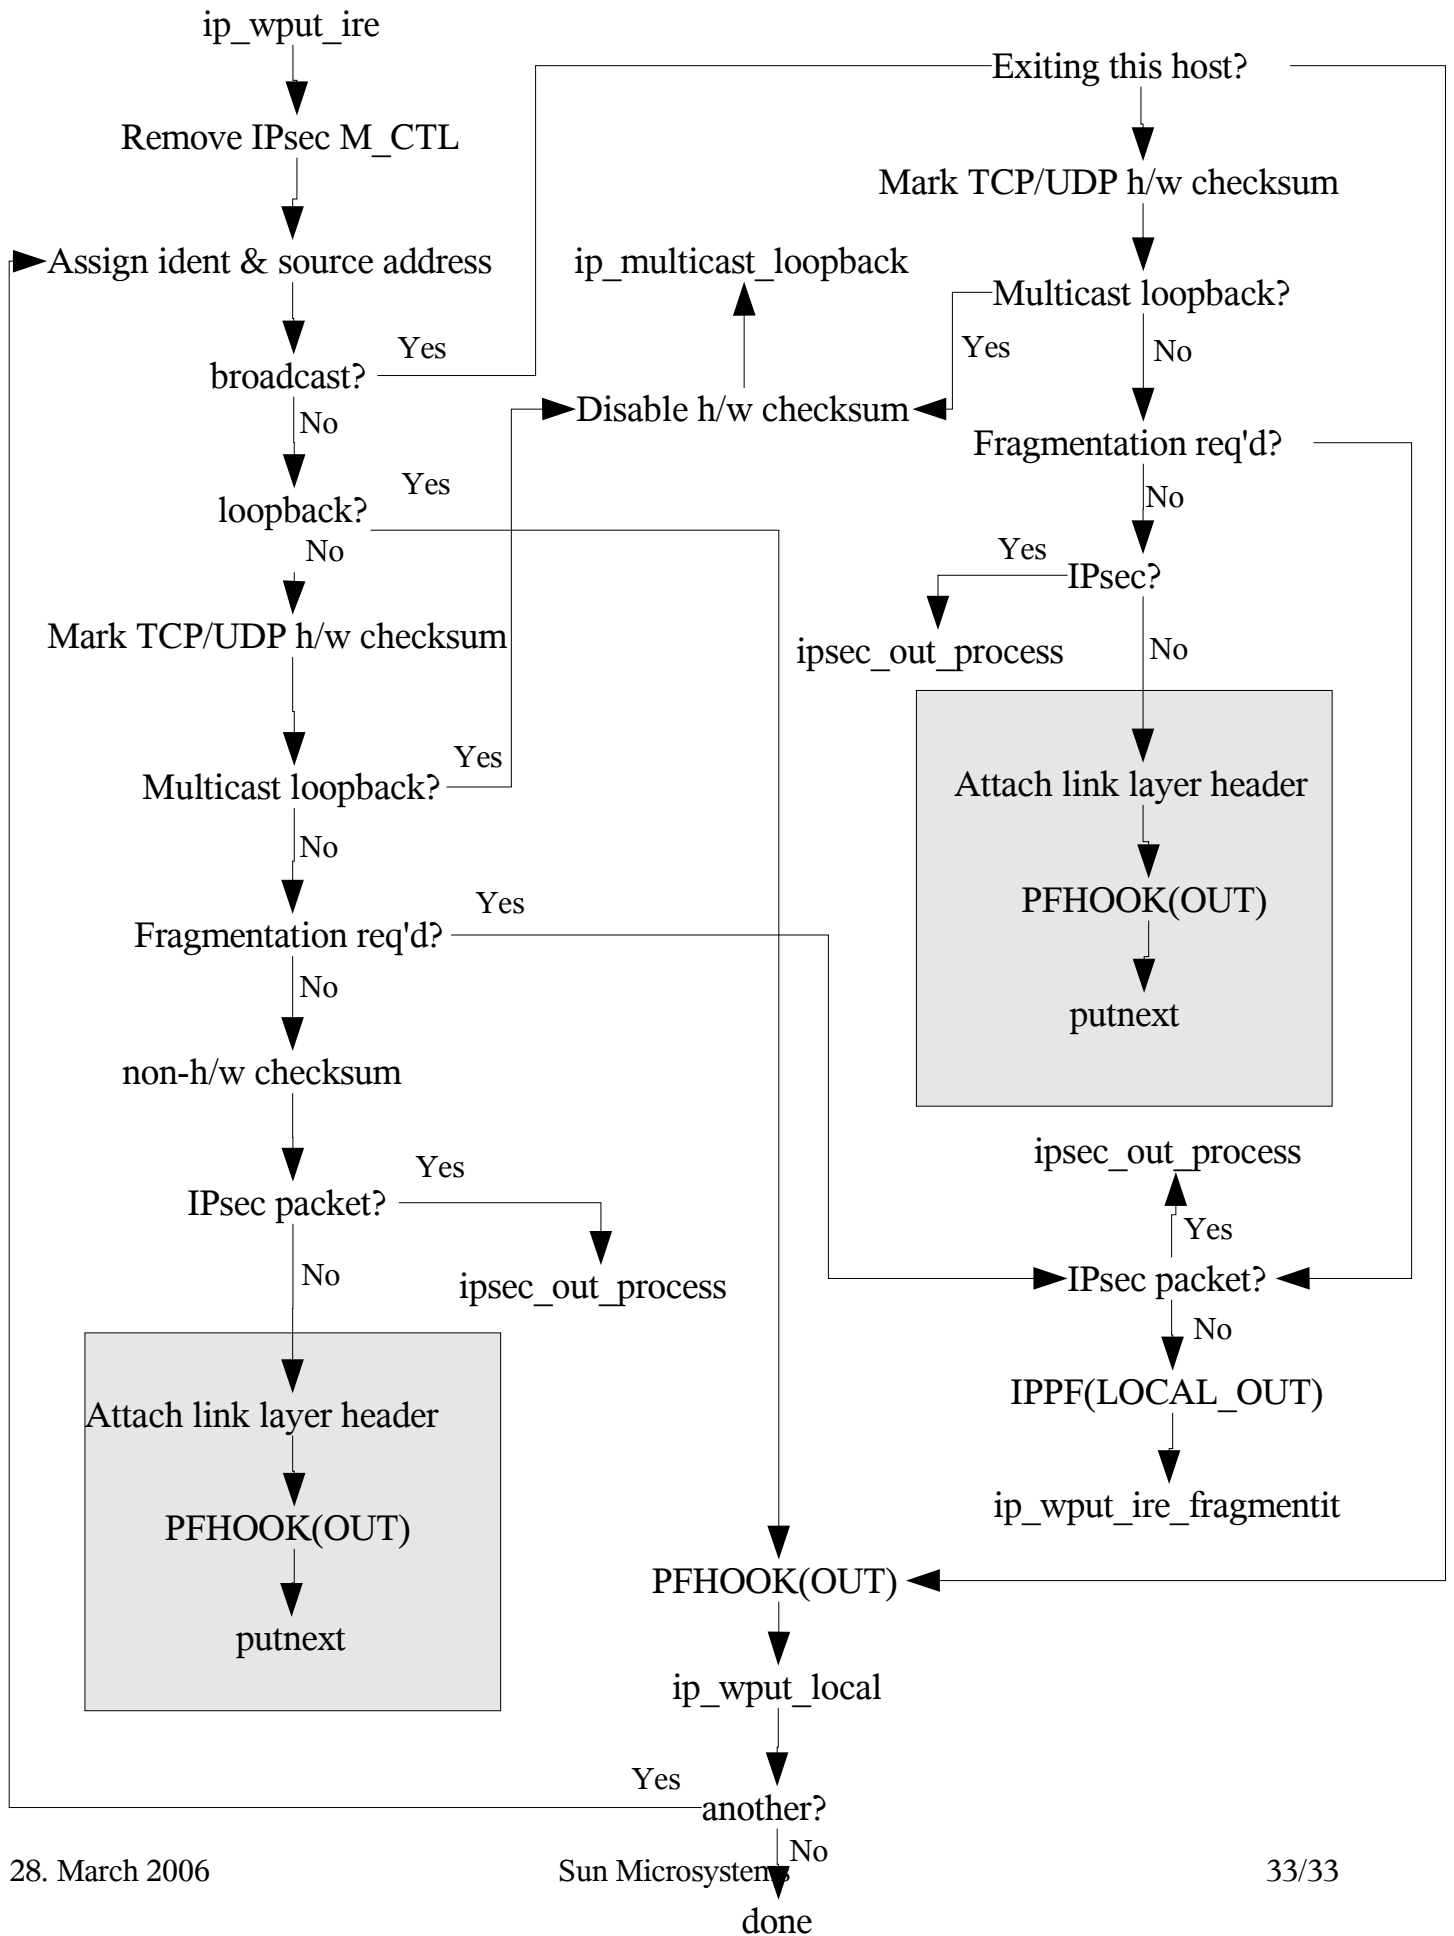 ip_wput_ire
Remove IPsec M_CTL
Assign ident & source address
broadcast?
Yes
No
loopback?
Yes
No
Mark TCP/UDP h/w checksum
Multicast loopback?
Yes
No
Fragmentation req'd?
Yes
No
non-h/w checksum
IPsec packet?
Yes
ipsec_out_process
No
Attach link layer header
PFHOOK(OUT)
putnext
ip_multicast_loopback
Disable h/w checksum
Exiting this host?
Mark TCP/UDP h/w checksum
Multicast loopback?
Yes
No
Fragmentation req'd?
No
IPsec?
Yes
ipsec_out_process
No
Attach link layer header
PFHOOK(OUT)
putnext
ipsec_out_process
Yes
IPsec packet?
No
IPPF(LOCAL_OUT)
ip_wput_ire_fragmentit
PFHOOK(OUT)
ip_wput_local
another?
Yes
No
done
28. March 2006
Sun Microsystems
33/33